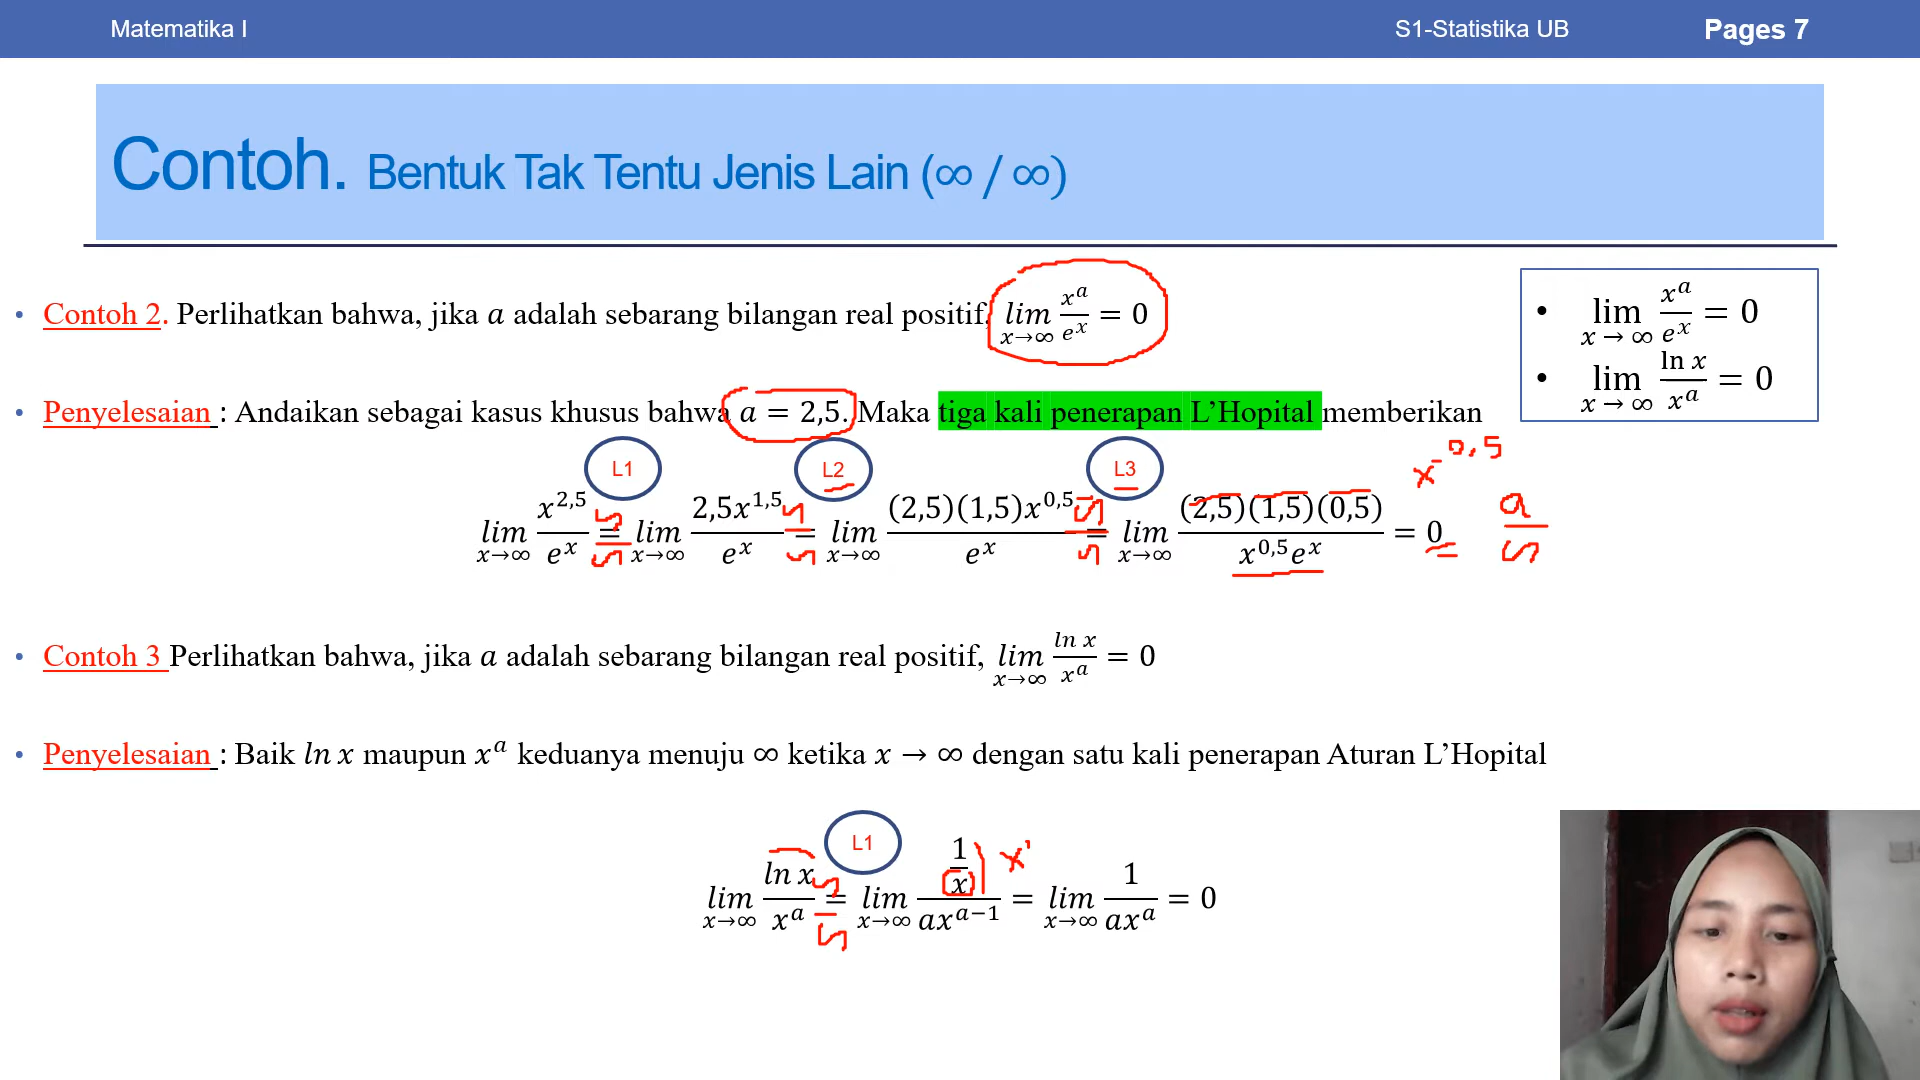 Matematika I S1-Statistika UB Pages 7
Contoh. Bentuk Tak Tentu Jenis Lain (∞ / ∞)
• Contoh 2. Perlihatkan bahwa, jika a adalah sebarang bilangan real positif, lim x→∞ x^a/e^x = 0
• lim x → ∞ x^a/e^x = 0
• lim x → ∞ ln x/x^a = 0
• Penyelesaian : Andaikan sebagai kasus khusus bahwa a = 2,5. Maka tiga kali penerapan L’Hopital memberikan
L1 L2 L3
x^-0,5
lim x→∞ x^2,5/e^x = lim x→∞ 2,5x^1,5/e^x = lim x→∞ (2,5)(1,5)x^0,5/e^x = lim x→∞ (2,5)(1,5)(0,5)/x^0,5e^x = 0 a/∞
• Contoh 3 Perlihatkan bahwa, jika a adalah sebarang bilangan real positif, lim x→∞ ln x/x^a = 0
• Penyelesaian : Baik ln x maupun x^a keduanya menuju ∞ ketika x → ∞ dengan satu kali penerapan Aturan L’Hopital
L1
lim x→∞ ln x/x^a = lim x→∞ (1/x)/ax^a−1 = lim x→∞ 1/ax^a = 0